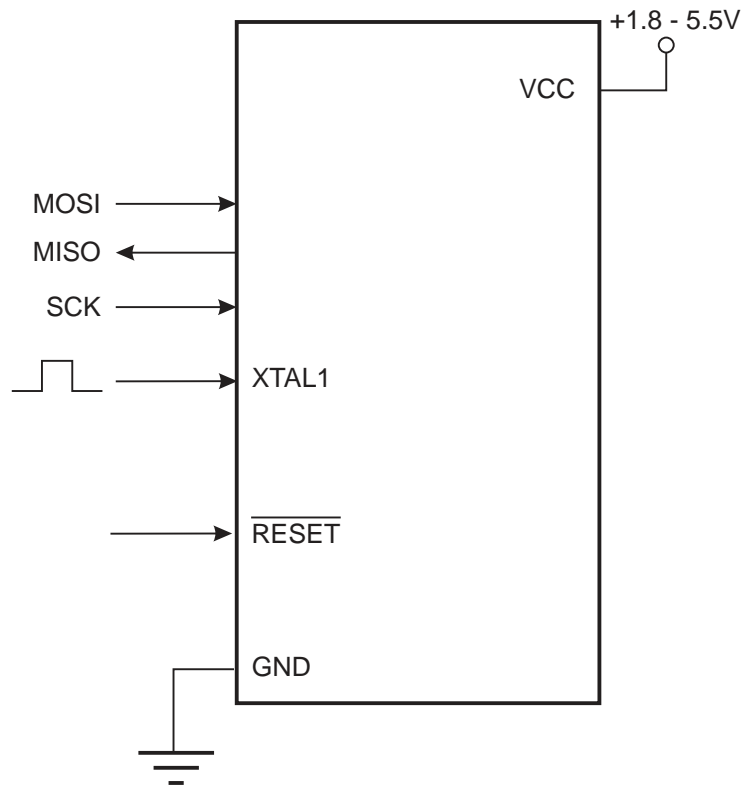 +1.8 - 5.5V
VCC
MOSI
MISO
SCK
XTAL1
RESET
GND